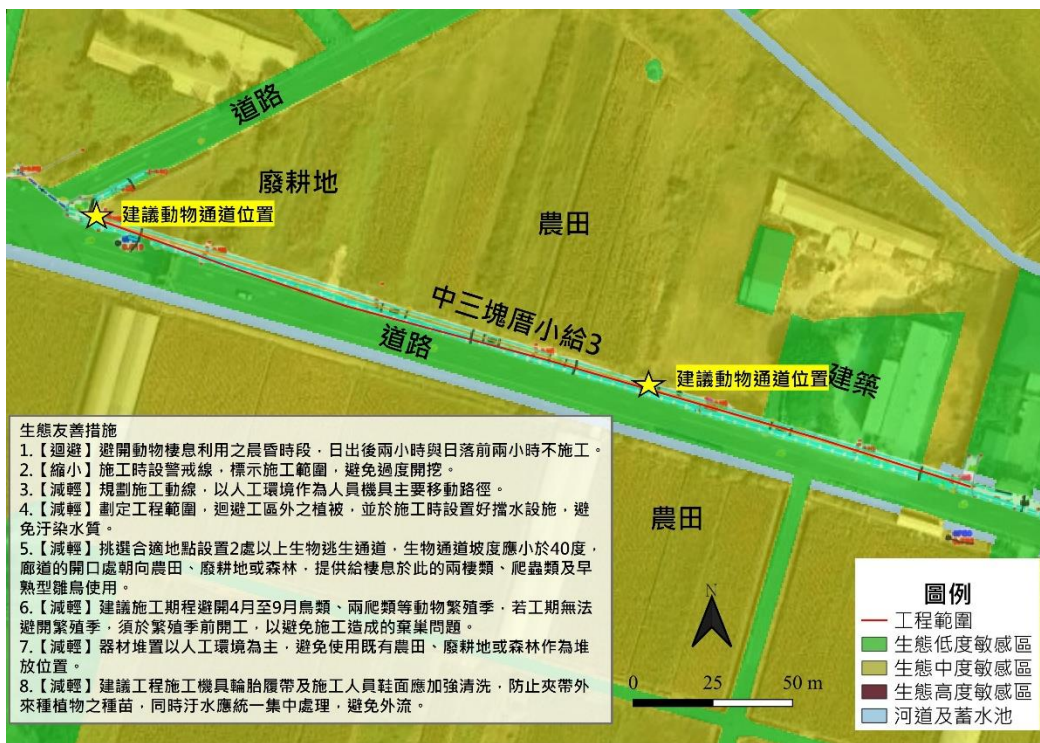 道路
廢耕地
建議動物通道位置
農田
中三塊厝小給3
道路
建議動物通道位置
建築
農田
生態友善措施
1.【迴避】避開動物棲息利用之晨昏時段，日出後兩小時與日落前兩小時不施工。
2.【縮小】施工時設警戒線，標示施工範圍，避免過度開挖。
3.【減輕】規劃施工動線，以人工環境作為人員機具主要移動路徑。
4.【減輕】劃定工程範圍，迴避工區外之植被，並於施工時設置好擋水設施，避
免汙染水質。
5.【減輕】挑選合適地點設置2處以上生物逃生通道，生物通道坡度應小於40度，
廊道的開口處朝向農田、廢耕地或森林，提供給棲息於此的兩棲類、爬蟲類及早
熟型雛鳥使用。
6.【減輕】建議施工期程避開4月至9月鳥類、兩爬類等動物繁殖季，若工期無法
避開繁殖季，須於繁殖季前開工，以避免施工造成的棄巢問題。
7.【減輕】器材堆置以人工環境為主，避免使用既有農田、廢耕地或森林作為堆
放位置。
8.【減輕】建議工程施工機具輪胎履帶及施工人員鞋面應加強清洗，防止夾帶外
來種植物之種苗，同時汙水應統一集中處理，避免外流。
N
0 25 50 m
圖例
工程範圍
生態低度敏感區
生態中度敏感區
生態高度敏感區
河道及蓄水池